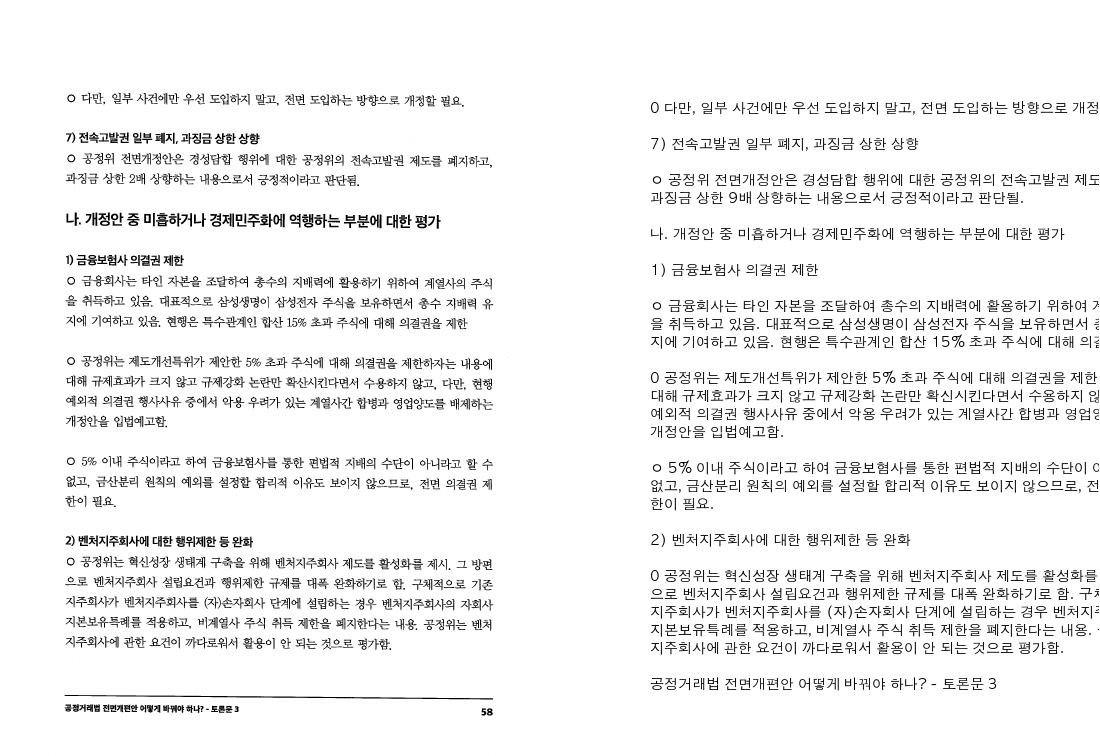 ○ 다만, 일부 사건에만 우선 도입하지 말고, 전면 도입하는 방향으로 개정할 필요.
7) 전속고발권 일부 폐지, 과징금 상한 상향
○ 공정위 전면개정안은 경성담합 행위에 대한 공정위의 전속고발권 제도를 폐지하고,
과징금 상한 2배 상향하는 내용으로서 긍정적이라고 판단됨.
나. 개정안 중 미흡하거나 경제민주화에 역행하는 부분에 대한 평가
1) 금융보험사 의결권 제한
○ 금융회사는 타인 자본을 조달하여 총수의 지배력에 활용하기 위하여 계열사의 주식
을 취득하고 있음. 대표적으로 삼성생명이 삼성전자 주식을 보유하면서 총수 지배력 유
지에 기여하고 있음. 현행은 특수관계인 합산 15% 초과 주식에 대해 의결권을 제한
○ 공정위는 제도개선특위가 제안한 5% 초과 주식에 대해 의결권을 제한하자는 내용에
대해 규제효과가 크지 않고 규제강화 논란만 확산시킨다면서 수용하지 않고, 다만, 현행
예외적 의결권 행사사유 중에서 악용 우려가 있는 계열사간 합병과 영업양도를 배제하는
개정안을 입법예고함.
○ 5% 이내 주식이라고 하여 금융보험사를 통한 편법적 지배의 수단이 아니라고 할 수
없고, 금산분리 원칙의 예외를 설정할 합리적 이유도 보이지 않으므로, 전면 의결권 제
한이 필요.
2) 벤처지주회사에 대한 행위제한 등 완화
○ 공정위는 혁신성장 생태계 구축을 위해 벤처지주회사 제도를 활성화를 제시. 그 방편
으로 벤처지주회사 설립요건과 행위제한 규제를 대폭 완화하기로 함. 구체적으로 기존
지주회사가 벤처지주회사를 (자)손자회사 단계에 설립하는 경우 벤처지주회사의 자회사
지본보유특례를 적용하고, 비계열사 주식 취득 제한을 폐지한다는 내용. 공정위는 벤처
지주회사에 관한 요건이 까다로워서 활용이 안 되는 것으로 평가함.
공정거래법 전면개편안 어떻게 바꿔야 하나? - 토론문 3
58
0 다만, 일부 사건에만 우선 도입하지 말고, 전면 도입하는 방향으로 개정
7) 전속고발권 일부 폐지, 과징금 상한 상향
ㅇ 공정위 전면개정안은 경성담합 행위에 대한 공정위의 전속고발권 제도
과징금 상한 9배 상향하는 내용으로서 긍정적이라고 판단됨.
나. 개정안 중 미흡하거나 경제민주화에 역행하는 부분에 대한 평가
1) 금융보험사 의결권 제한
ㅇ 금융회사는 타인 자본을 조달하여 총수의 지배력에 활용하기 위하여
을 취득하고 있음. 대표적으로 삼성생명이 삼성전자 주식을 보유하면서
지에 기여하고 있음. 현행은 특수관계인 합산 15% 초과 주식에 대해
0 공정위는 제도개선특위가 제안한 5% 초과 주식에 대해 의결권을 제한
대해 규제효과가 크지 않고 규제강화 논란만 확신시킨다면서 수용하지
예외적 의결권 행사사유 중에서 악용 우려가 있는 계열사간 합병과
개정안을 입법예고함.
ㅇ 5% 이내 주식이라고 하여 금융보혐사를 통한 편법적 지배의 수단이
없고, 금산분리 원칙의 예외를 설정할 합리적 이유도 보이지 않으므로,
한이 필요.
2) 벤처지주회사에 대한 행위제한 등 완화
0 공정위는 혁신성장 생태계 구축을 위해 벤처지주회사 제도를 활성화를
으로 벤처지주회사 설립요건과 행위제한 규제를 대폭 완화하기로 함.
지주회사가 벤처지주회사를 (자)손자회사 단계에 설립하는 경우
지본보유특례를 적용하고, 비계열사 주식 취득 제한을 폐지한다는 내용.
지주회사에 관한 요건이 까다로워서 활용이 안 되는 것으로 평가함.
공정거래법 전면개편안 어떻게 바꿔야 하나? - 토론문 3